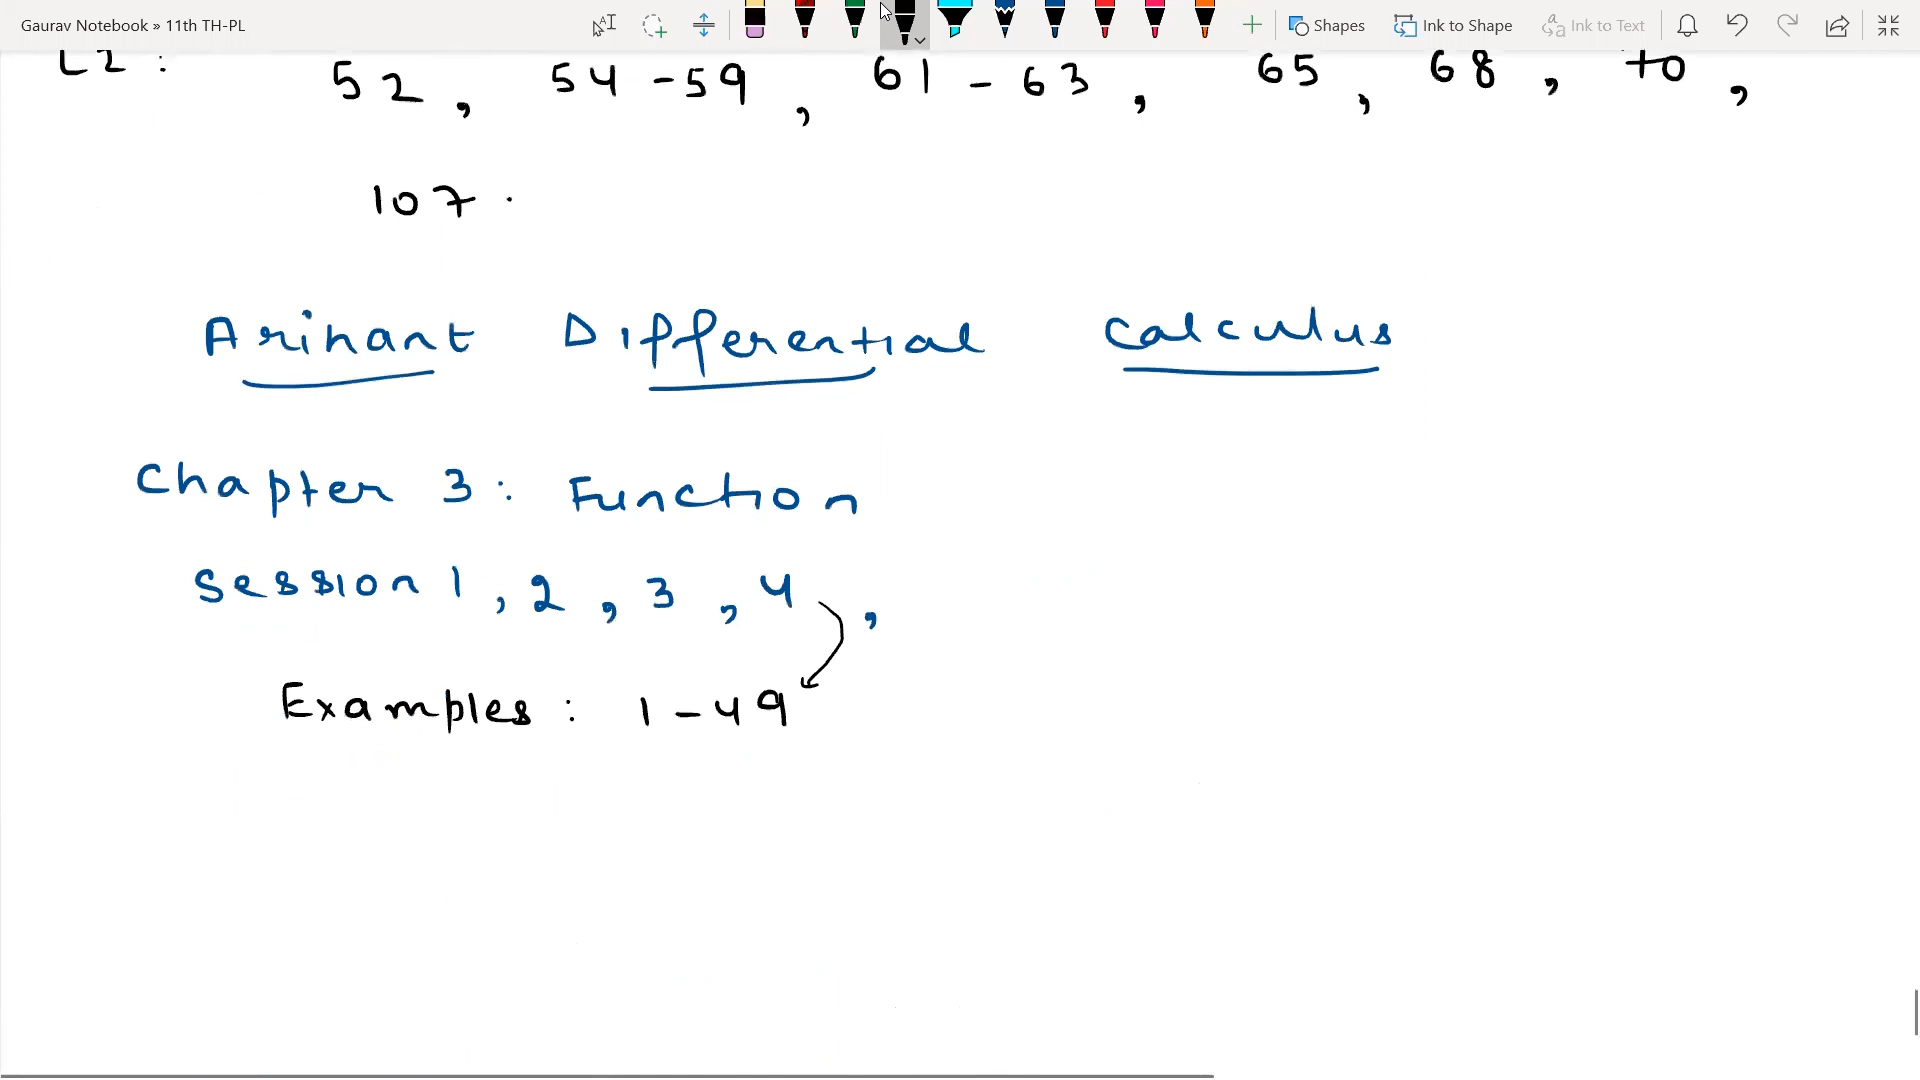 Gaurav Notebook » 11th TH-PL
Shapes
Ink to Shape
Ink to Text
L2 :
52, 54-59, 61-63, 65, 68, 70,
107.
Arihant Differential Calculus
Chapter 3: Function
Session 1, 2, 3, 4,
Examples: 1-49